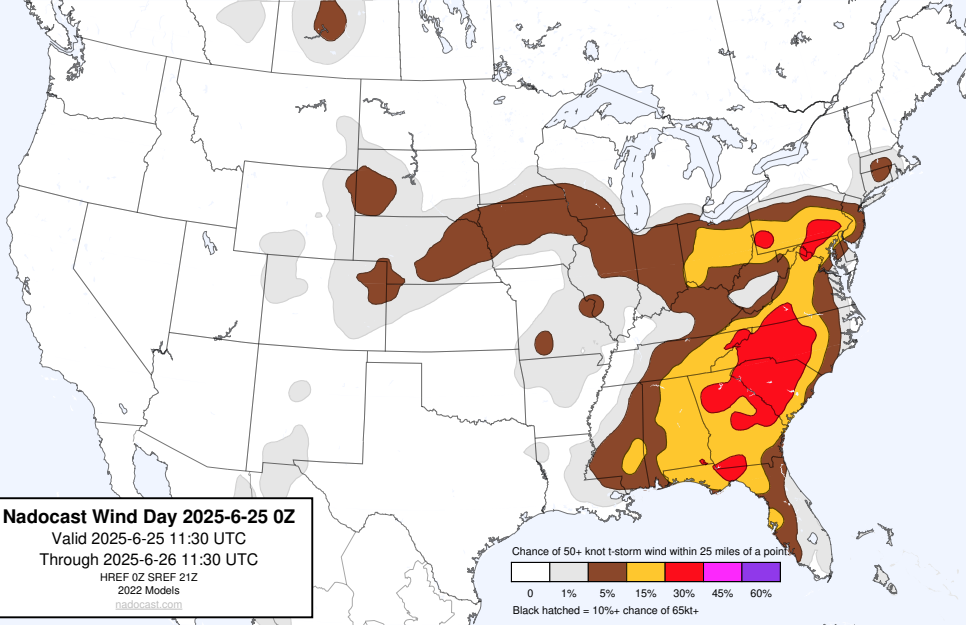 Nadocast Wind Day 2025-6-25 0Z
Valid 2025-6-25 11:30 UTC
Through 2025-6-26 11:30 UTC
HREF 0Z SREF 21Z
2022 Models
nadocast.com
Chance of 50+ knot t-storm wind within 25 miles of a point.
0 1% 5% 15% 30% 45% 60%
Black hatched = 10%+ chance of 65kt+